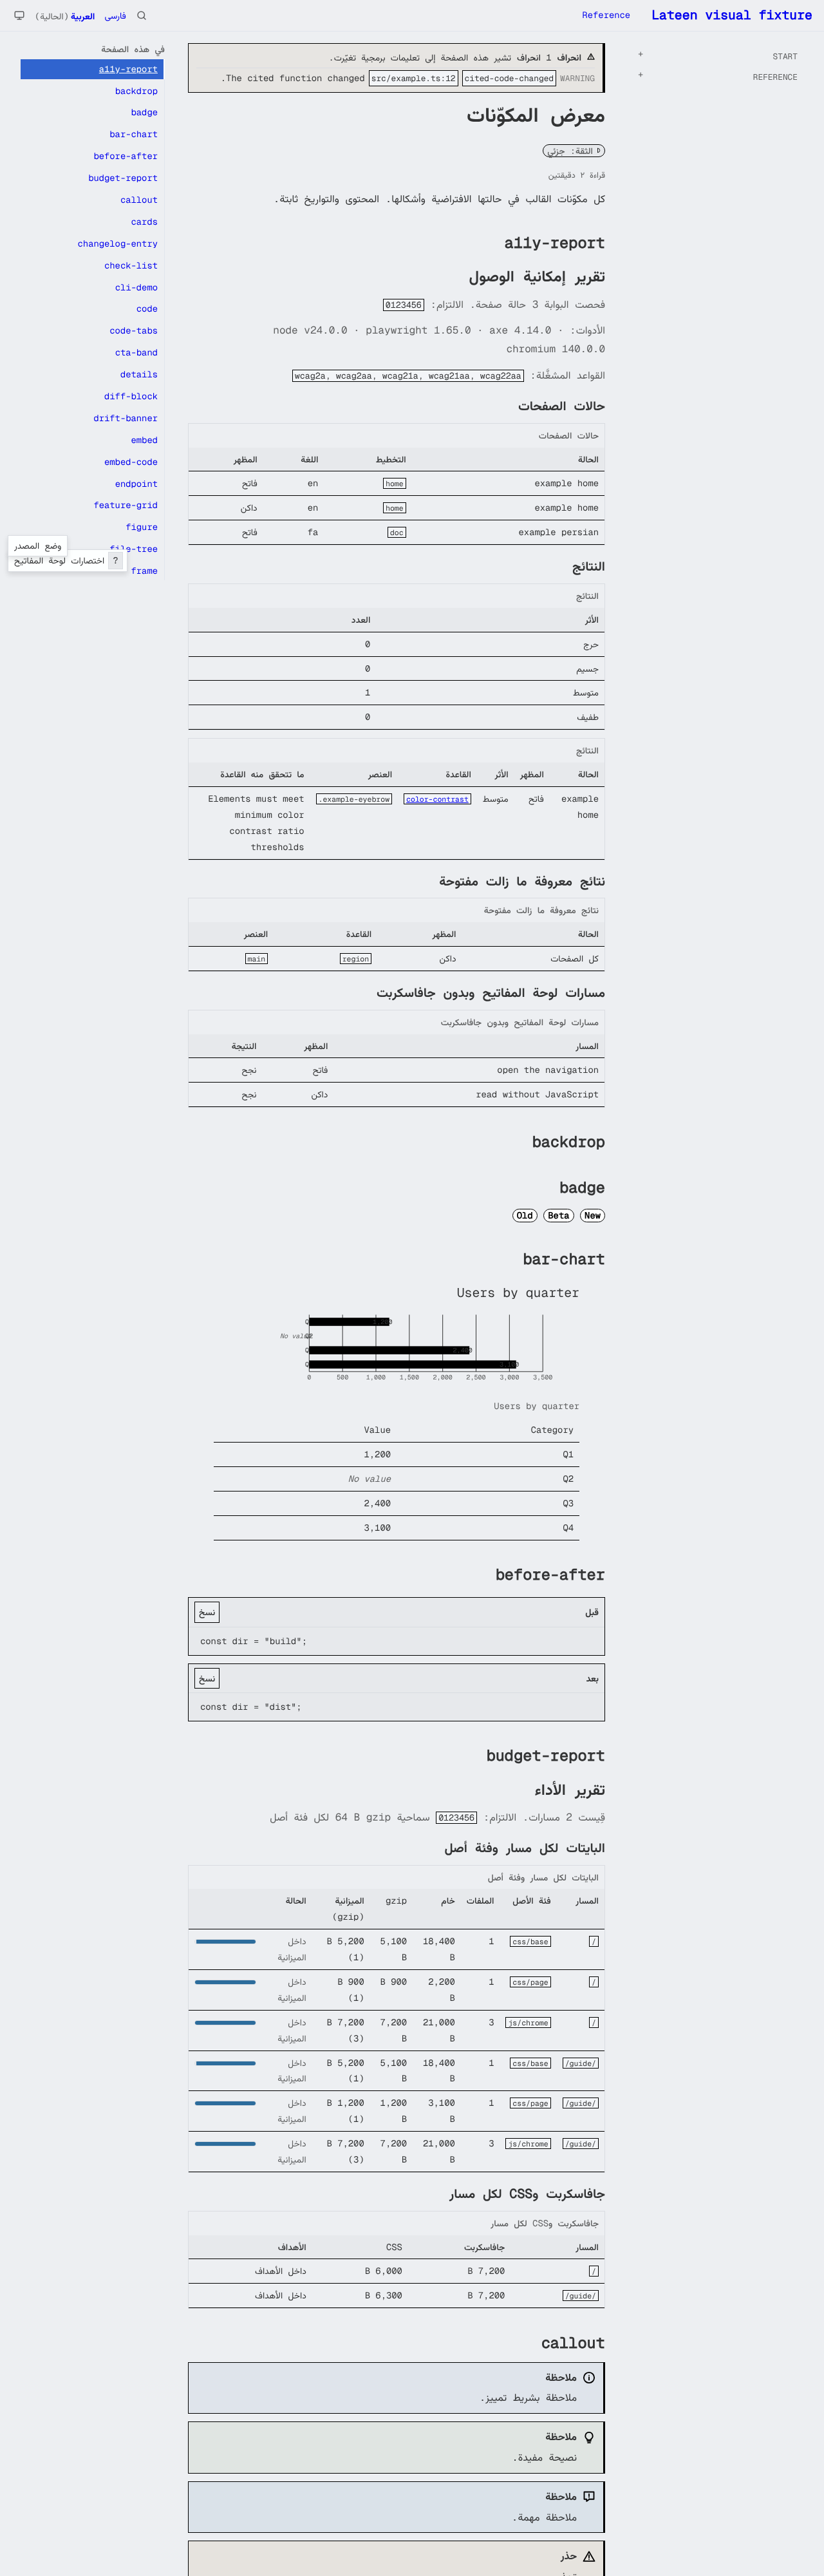 Lateen visual fixture
Reference
فارسی
العربية (الحالية)
START +
REFERENCE +
في هذه الصفحة
a11y-report
backdrop
badge
bar-chart
before-after
budget-report
callout
cards
changelog-entry
check-list
cli-demo
code
code-tabs
cta-band
details
diff-block
drift-banner
embed
embed-code
endpoint
feature-grid
figure
file-tree
frame
وضع المصدر
? اختصارات لوحة المفاتيح
انحراف 1 انحراف تشير هذه الصفحة إلى تعليمات برمجية تغيّرت.
WARNING cited-code-changed src/example.ts:12 The cited function changed.
معرض المكوّنات
الثقة: جزئي
قراءة ٢ دقيقتين
كل مكوّنات القالب في حالتها الافتراضية وأشكالها. المحتوى والتواريخ ثابتة.
a11y-report
تقرير إمكانية الوصول
فحصت البوابة 3 حالة صفحة. الالتزام: 0123456
الأدوات: node v24.0.0 · playwright 1.65.0 · axe 4.14.0 ·
chromium 140.0.0
القواعد المشغَّلة: wcag2a, wcag2aa, wcag21a, wcag21aa, wcag22aa
حالات الصفحات
حالات الصفحات
الحالة التخطيط اللغة المظهر
example home home en فاتح
example home home en داكن
example persian doc fa فاتح
النتائج
النتائج
الأثر العدد
حرج 0
جسيم 0
متوسط 1
طفيف 0
النتائج
الحالة المظهر الأثر القاعدة العنصر ما تتحقق منه القاعدة
example home فاتح متوسط color-contrast .example-eyebrow Elements must meet minimum color contrast ratio thresholds
نتائج معروفة ما زالت مفتوحة
نتائج معروفة ما زالت مفتوحة
الحالة المظهر القاعدة العنصر
كل الصفحات داكن region main
مسارات لوحة المفاتيح وبدون جافاسكربت
مسارات لوحة المفاتيح وبدون جافاسكربت
المسار المظهر النتيجة
open the navigation فاتح نجح
read without JavaScript داكن نجح
backdrop
badge
New Beta Old
bar-chart
Users by quarter
0 500 1,000 1,500 2,000 2,500 3,000 3,500
Users by quarter
Category Value
Q1 1,200
Q2 No value
Q3 2,400
Q4 3,100
before-after
قبل نسخ
const dir = "build";
بعد نسخ
const dir = "dist";
budget-report
تقرير الأداء
قِيست 2 مسارات. الالتزام: 0123456 سماحية 64 B gzip لكل فئة أصل
البايتات لكل مسار وفئة أصل
البايتات لكل مسار وفئة أصل
المسار فئة الأصل الملفات خام gzip الميزانية (gzip) الحالة
/ css/base 1 18,400 B 5,100 B 5,200 B (1) داخل الميزانية
/ css/page 1 2,200 B 900 B 900 B (1) داخل الميزانية
/ js/chrome 3 21,000 B 7,200 B 7,200 B (3) داخل الميزانية
/guide/ css/base 1 18,400 B 5,100 B 5,200 B (1) داخل الميزانية
/guide/ css/page 1 3,100 B 1,200 B 1,200 B (1) داخل الميزانية
/guide/ js/chrome 3 21,000 B 7,200 B 7,200 B (3) داخل الميزانية
جافاسكربت وCSS لكل مسار
جافاسكربت وCSS لكل مسار
المسار جافاسكربت CSS الأهداف
/ 7,200 B 6,000 B داخل الأهداف
/guide/ 7,200 B 6,300 B داخل الأهداف
callout
ملاحظة
ملاحظة بشريط تمييز.
ملاحظة
نصيحة مفيدة.
ملاحظة
ملاحظة مهمة.
حذر